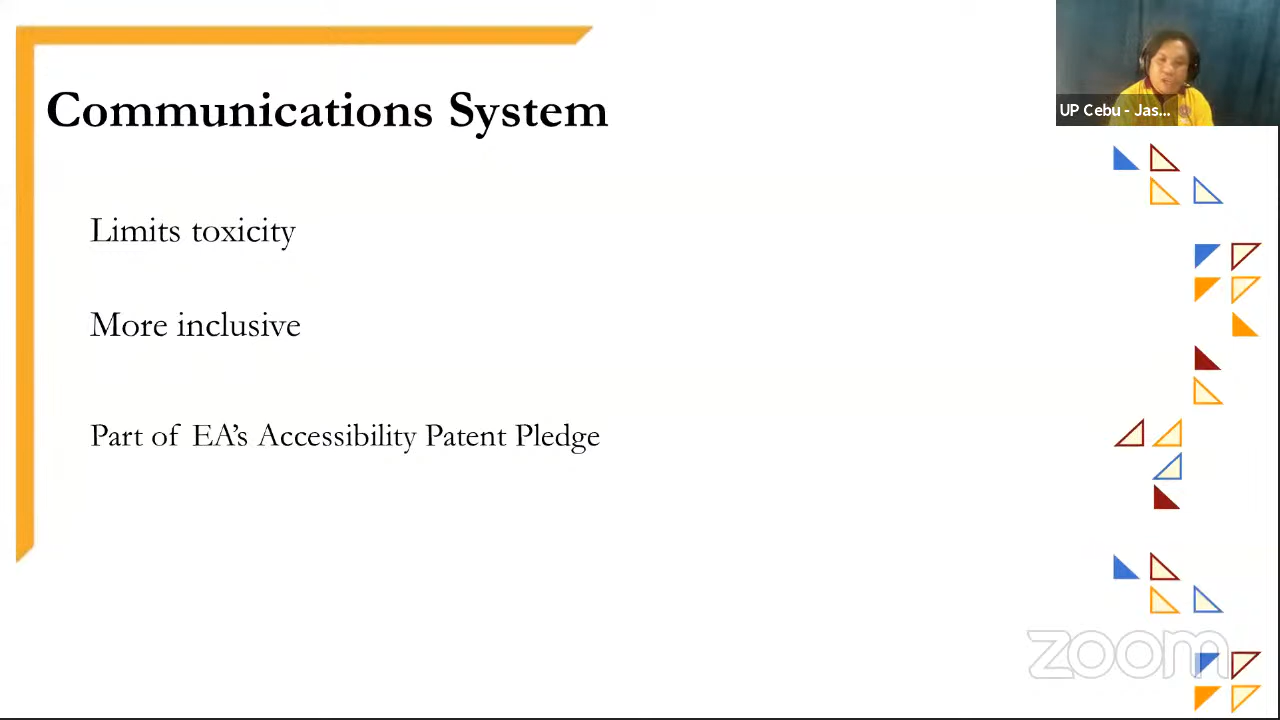 Communications System
UP Cebu - Jas...
Limits toxicity
More inclusive
Part of EA's Accessibility Patent Pledge
zoom